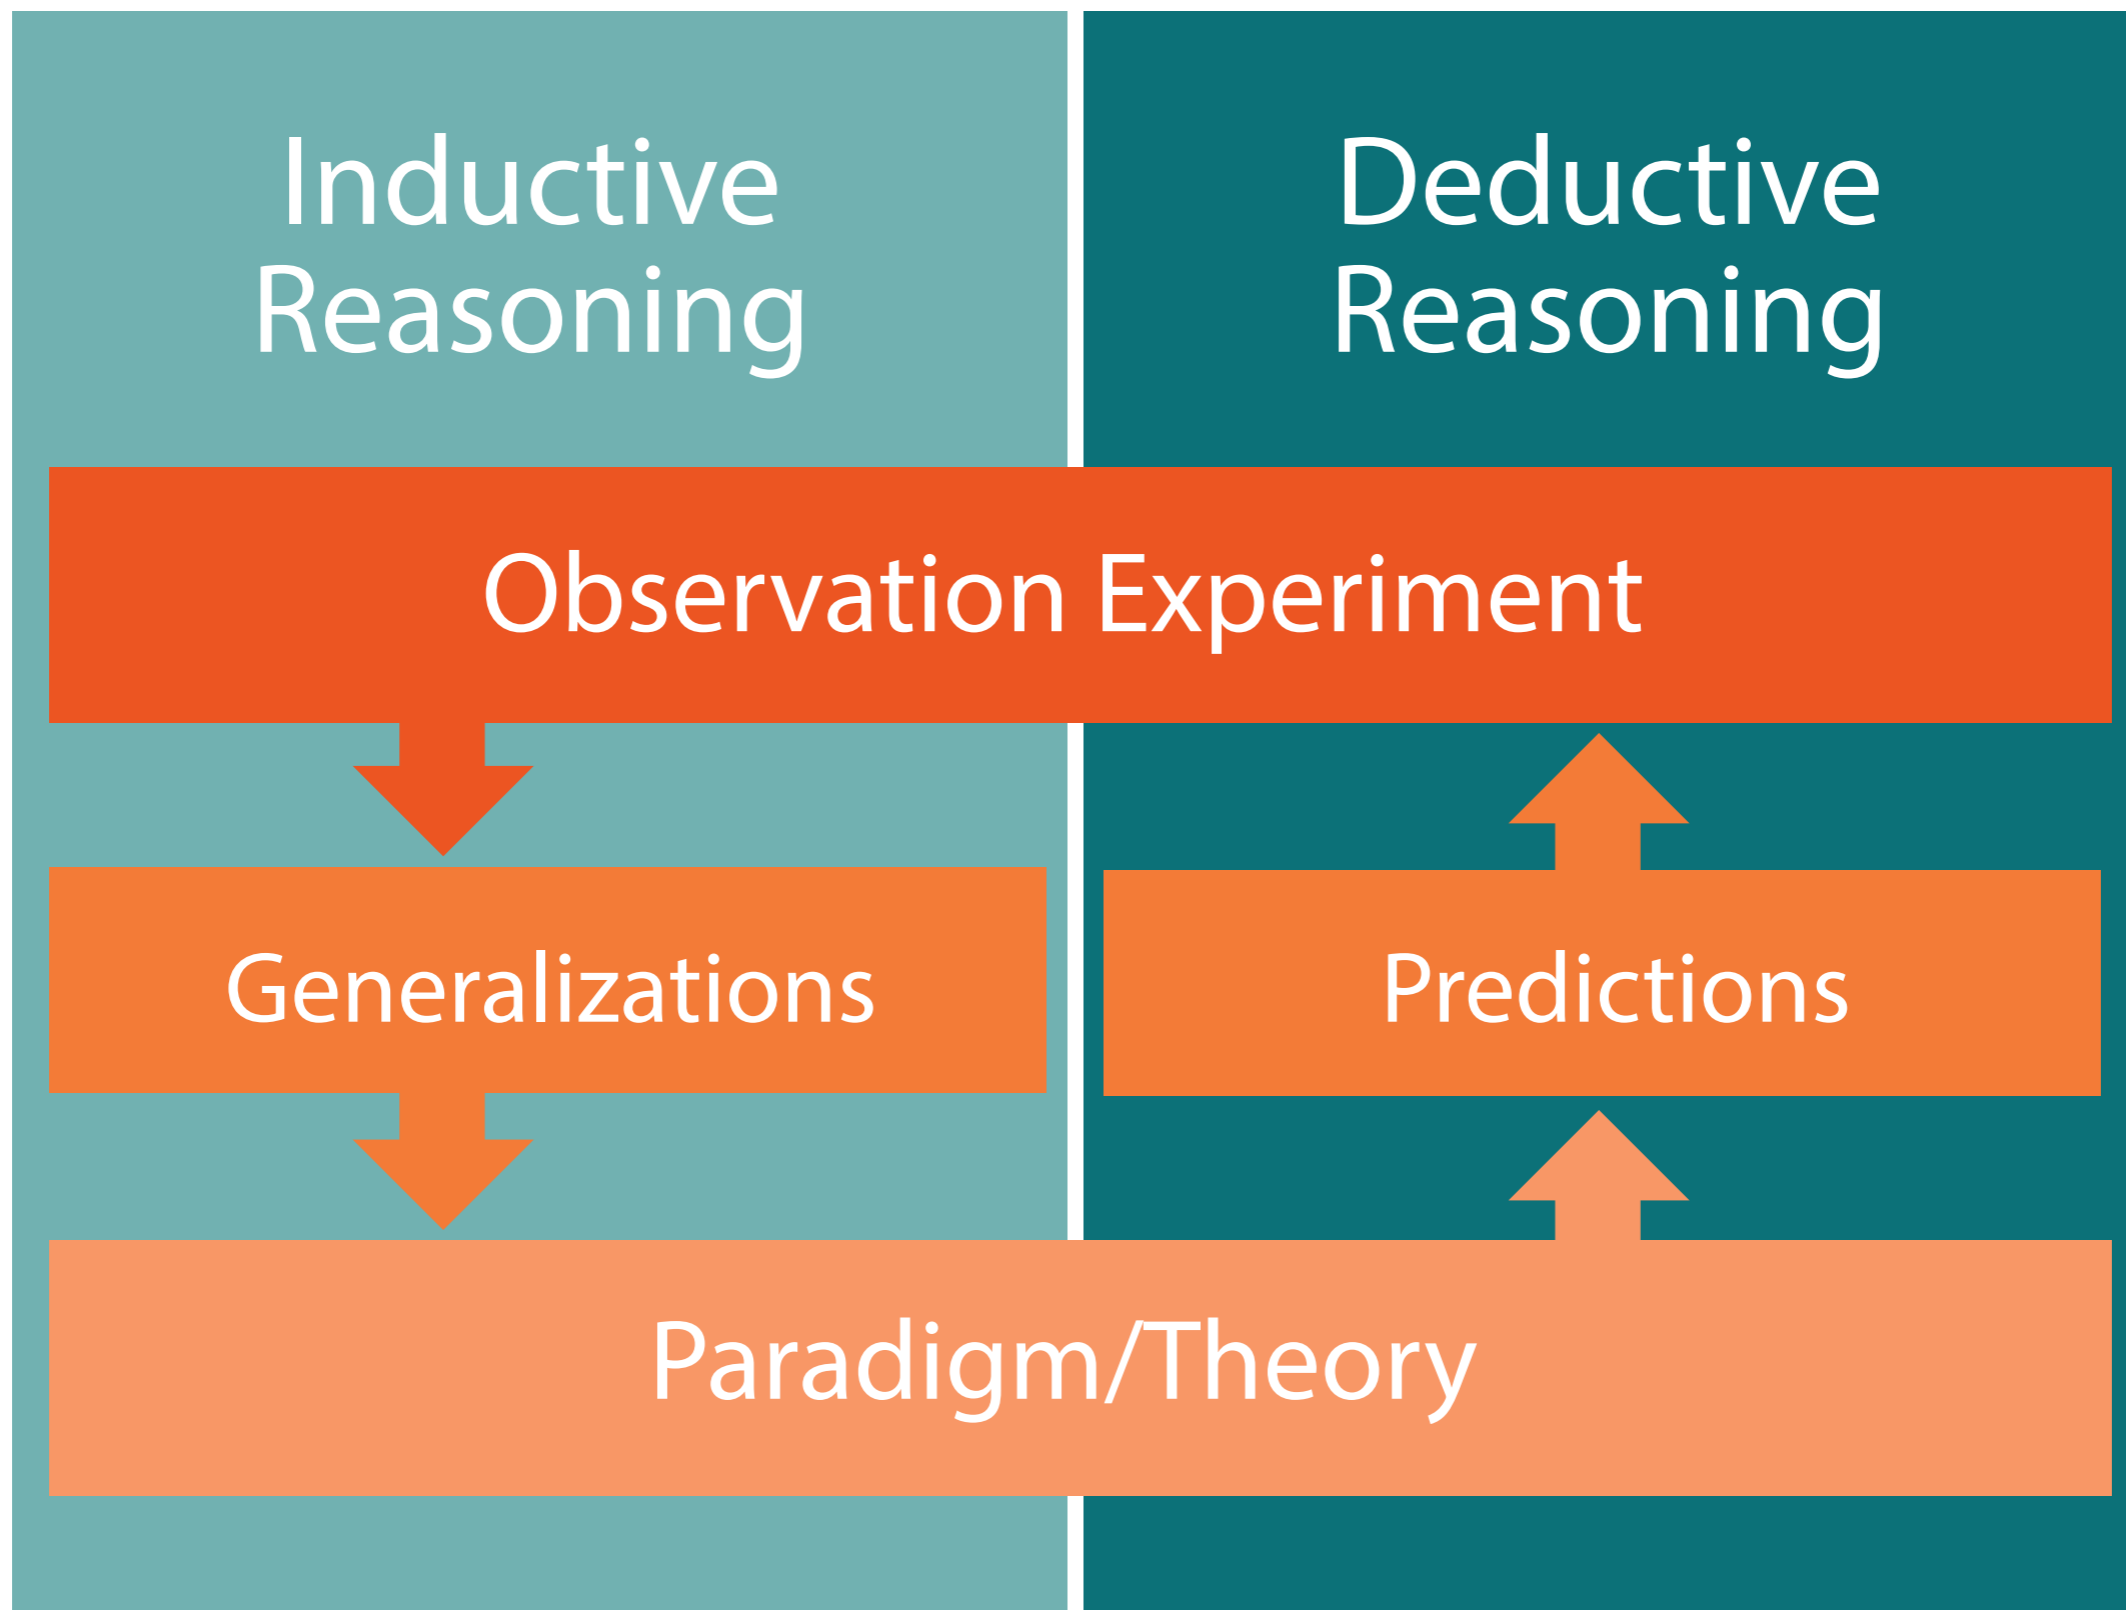 Inductive
Reasoning
Deductive
Reasoning
Observation Experiment
Generalizations
Predictions
Paradigm/Theory